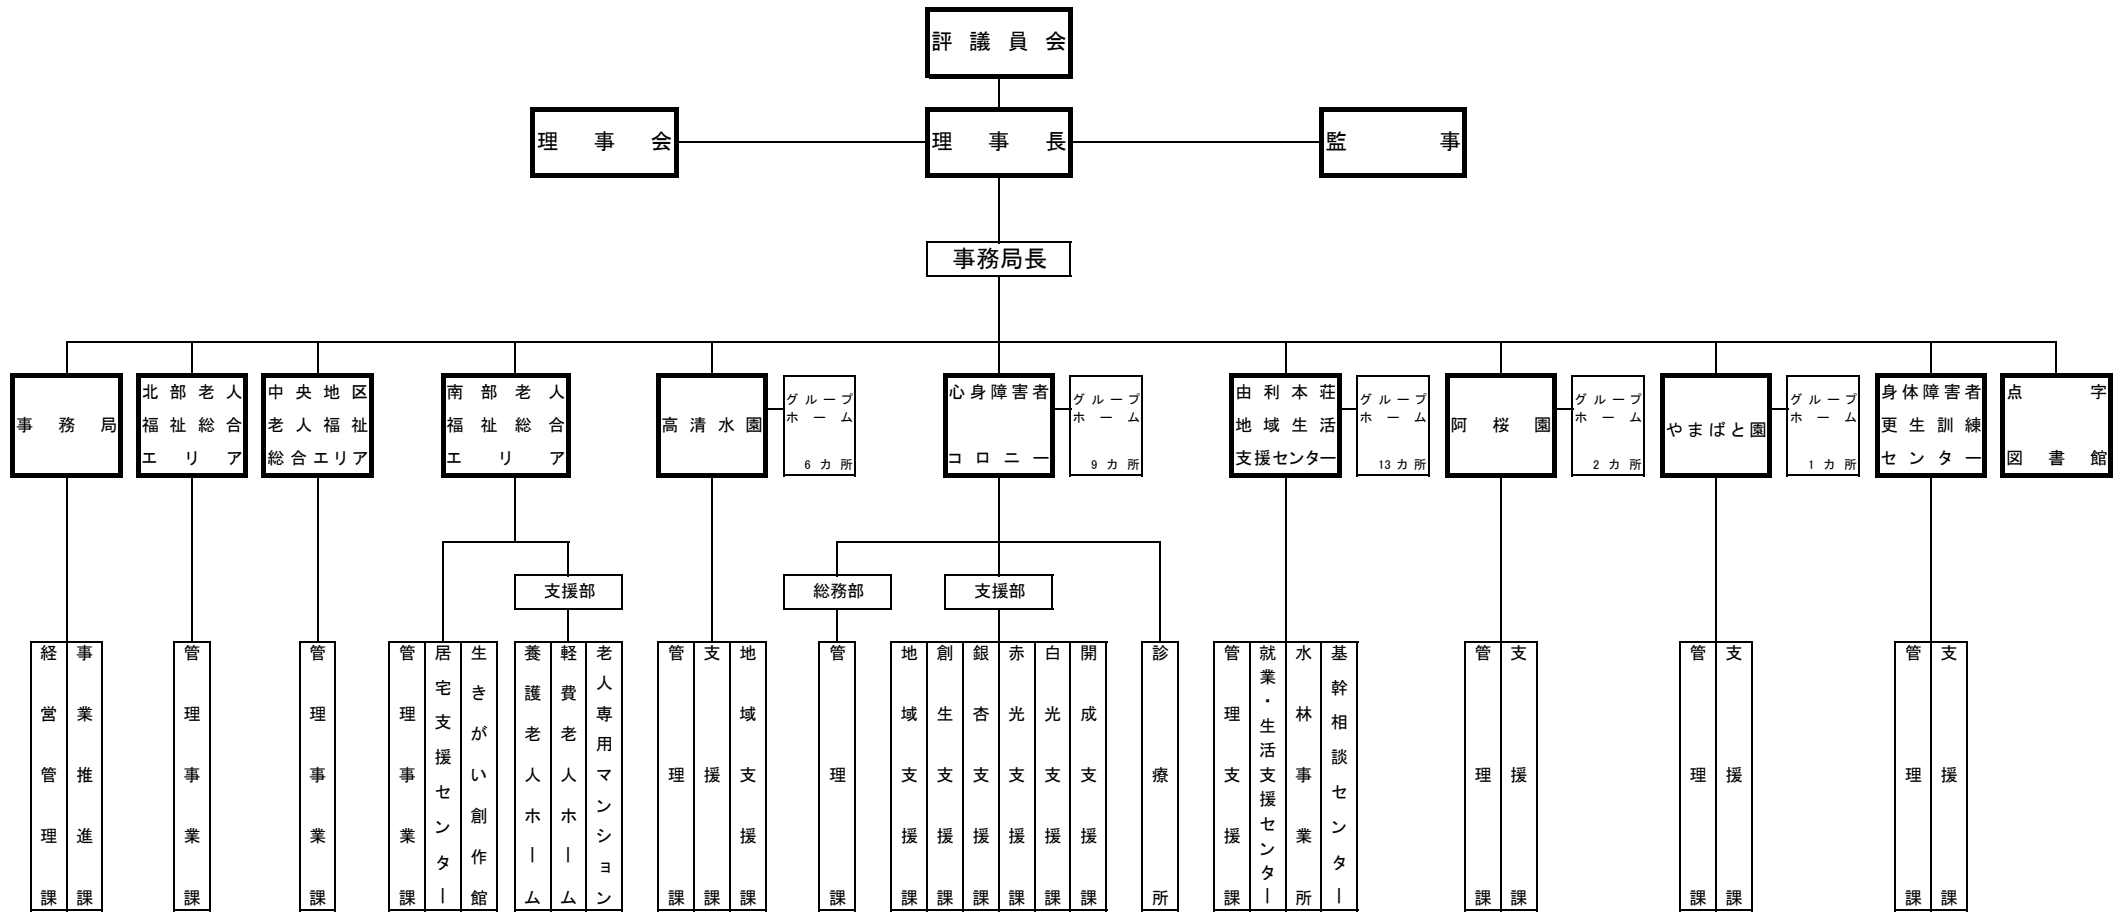 評議員会
理事会
理事長
監事
事務局長
事務局
北部老人
福祉総合
エリア
中央地区
老人福祉
総合エリア
南部老人
福祉総合
エリア
高清水園
グループ
ホーム
6カ所
心身障害者
コロニー
グループ
ホーム
9カ所
由利本荘
地域生活
支援センター
グループ
ホーム
13カ所
阿桜園
グループ
ホーム
2カ所
やまばと園
グループ
ホーム
1カ所
身体障害者
更生訓練
センター
点字
図書館
支援部
総務部
支援部
経営管理課
事業推進課
管理事業課
管理事業課
管理事業課
居宅支援センター
生きがい創作館
養護老人ホーム
軽費老人ホーム
老人専用マンション
管理課
支援課
地域支援課
管理課
地域支援課
創生支援課
銀杏支援課
赤光支援課
白光支援課
開成支援課
診療所
管理支援課
就業・生活支援センター
水林事業所
基幹相談センター
管理課
支援課
管理課
支援課
管理課
支援課